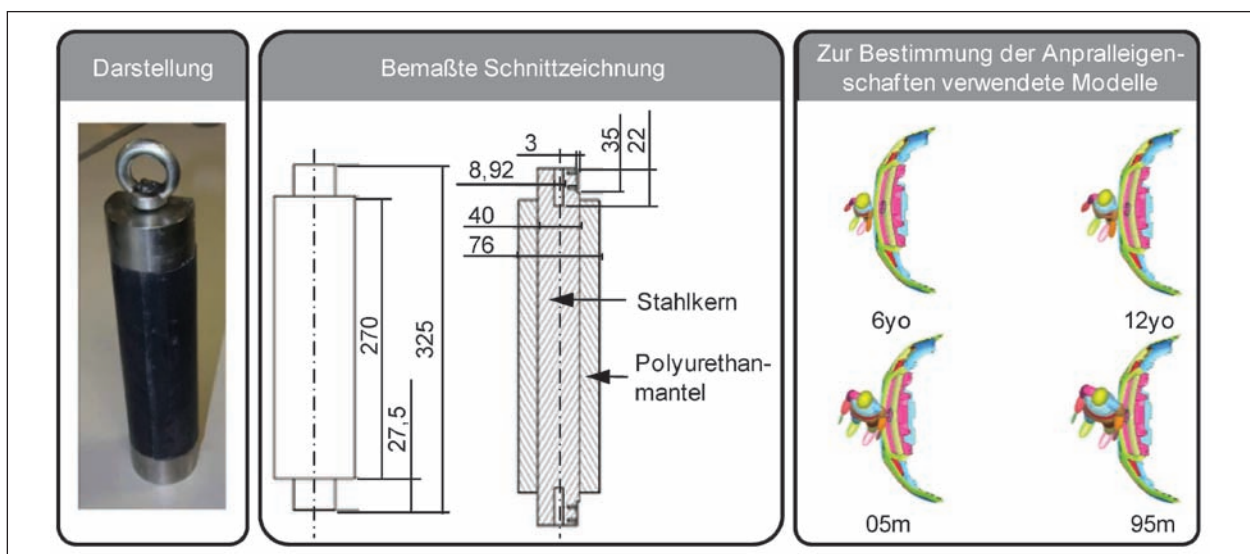 Darstellung
Bemaßte Schnittzeichnung
Zur Bestimmung der Anpralleigen-
schaften verwendete Modelle
3
35
22
8,92
40
76
270
325
27,5
Stahlkern
Polyurethan-
mantel
6yo
12yo
05m
95m